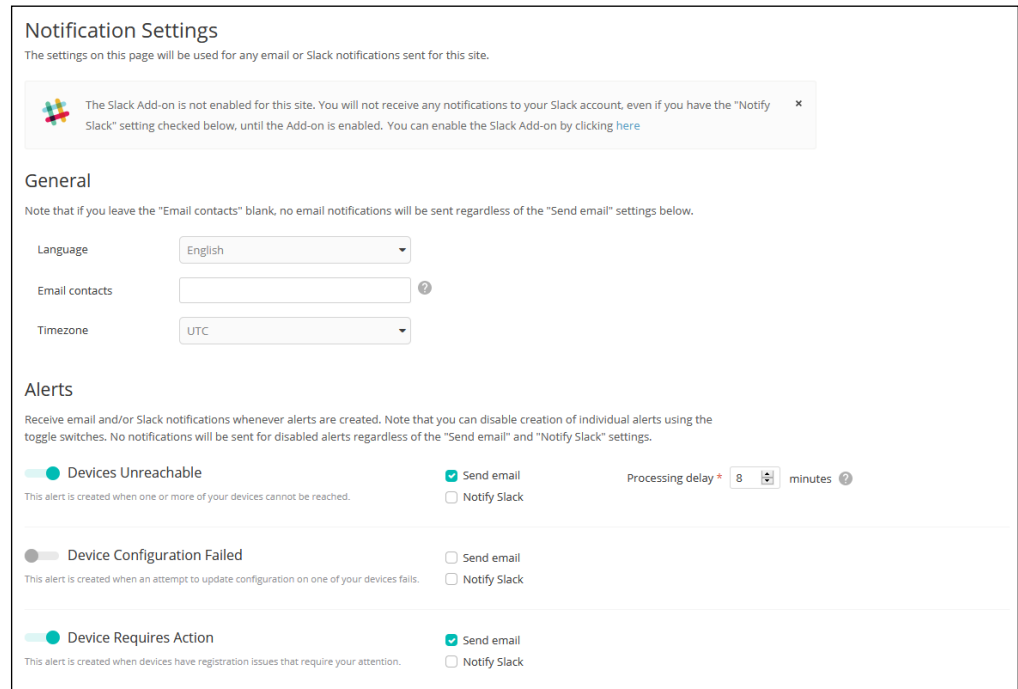 Notification Settings
The settings on this page will be used for any email or Slack notifications sent for this site.
The Slack Add-on is not enabled for this site. You will not receive any notifications to your Slack account, even if you have the "Notify
Slack" setting checked below, until the Add-on is enabled. You can enable the Slack Add-on by clicking here
×
General
Note that if you leave the "Email contacts" blank, no email notifications will be sent regardless of the "Send email" settings below.
Language
English
Email contacts
?
Timezone
UTC
Alerts
Receive email and/or Slack notifications whenever alerts are created. Note that you can disable creation of individual alerts using the
toggle switches. No notifications will be sent for disabled alerts regardless of the "Send email" and "Notify Slack" settings.
Devices Unreachable
This alert is created when one or more of your devices cannot be reached.
Send email
Notify Slack
Processing delay * 8 minutes ?
Device Configuration Failed
This alert is created when an attempt to update configuration on one of your devices fails.
Send email
Notify Slack
Device Requires Action
This alert is created when devices have registration issues that require your attention.
Send email
Notify Slack